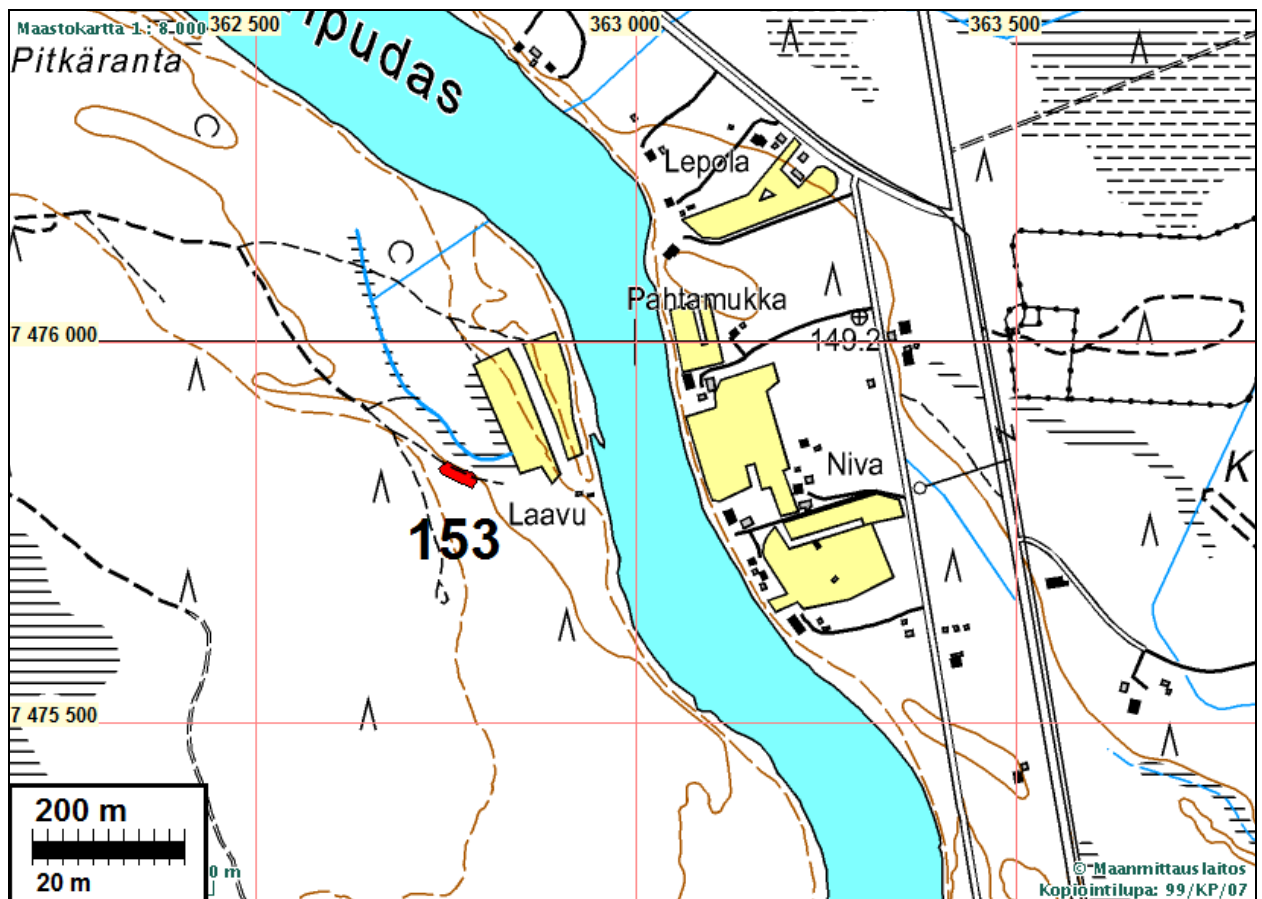 Maastokartta 1 : 8 000
362 500
363 000
363 500
Pitkäranta
Lepola
Pahtamukka
7 476 000
149.2
Niva
K
Laavu
153
7 475 500
200 m
20 m
0 m
© Maanmittauslaitos
Kopiointilupa: 99/KP/07